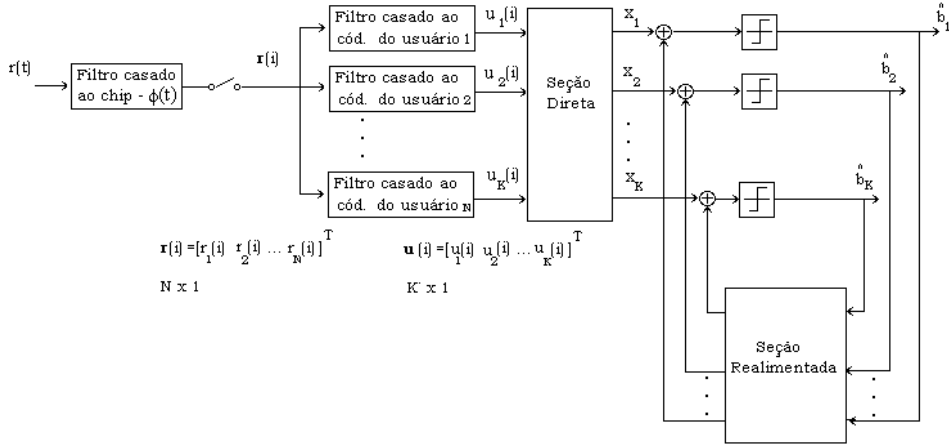 r(t)
Filtro casado
ao chip - ϕ(t)
r(i)
Filtro casado ao
cód. do usuário 1
u1(i)
Filtro casado ao
cód. do usuário 2
u2(i)
Filtro casado ao
cód. do usuário N
uK(i)
Seção
Direta
x1
x2
xK
b̂1
b̂2
b̂K
r(i) =[r1(i) r2(i) ... rN(i)]T
N x 1
u(i) =[u1(i) u2(i) ... uK(i)]T
K x 1
Seção
Realimentada